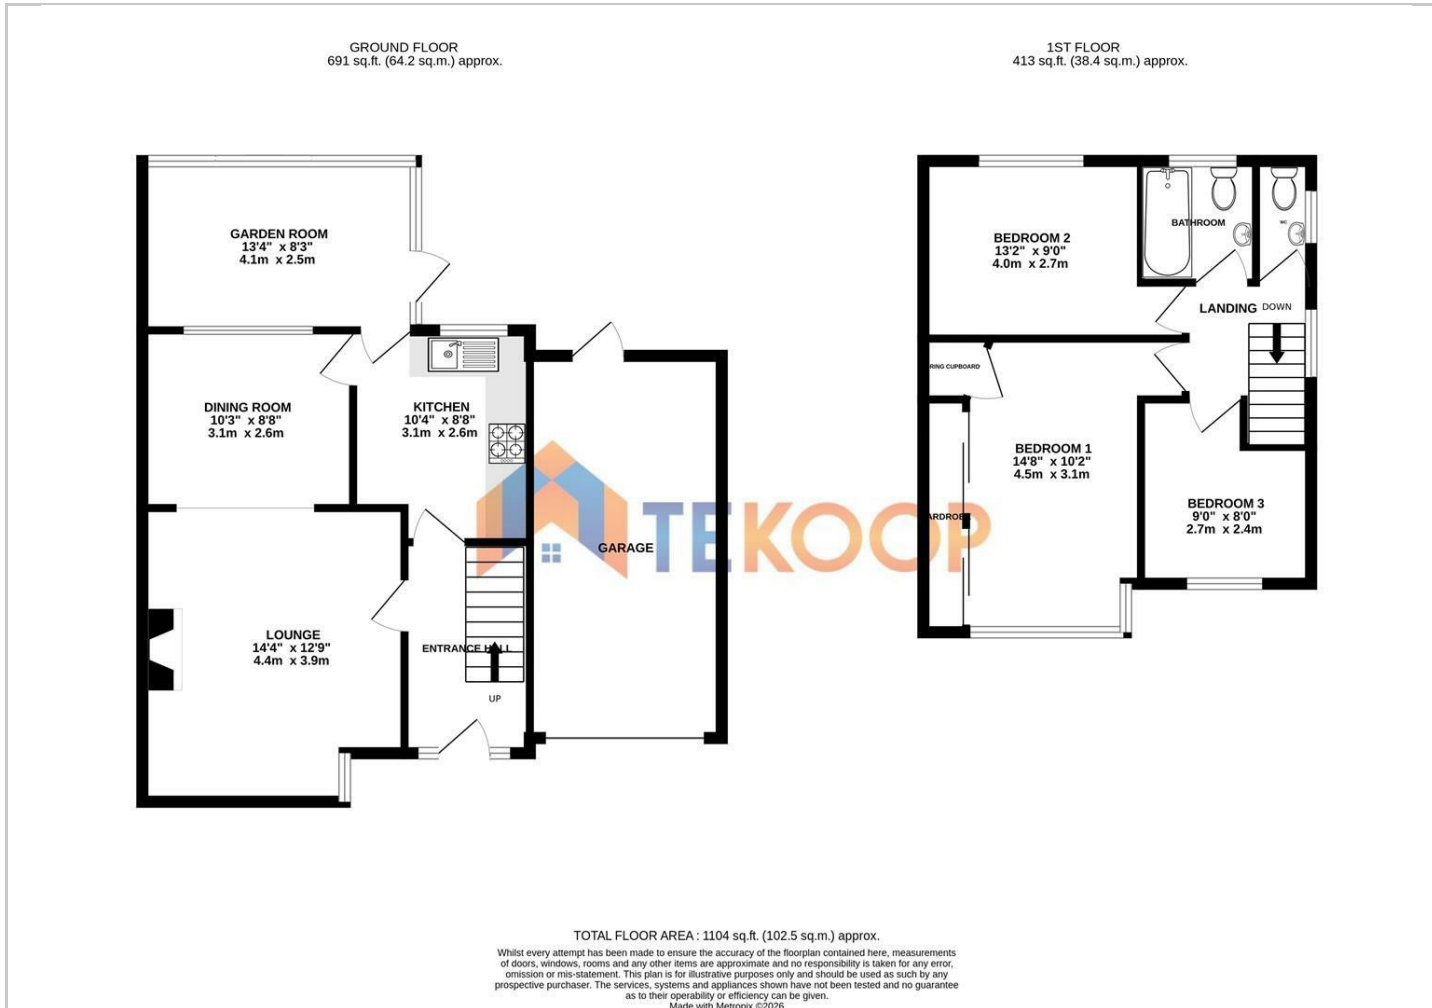 GROUND FLOOR
691 sq.ft. (64.2 sq.m.) approx.
1ST FLOOR
413 sq.ft. (38.4 sq.m.) approx.
GARDEN ROOM
13'4" x 8'3"
4.1m x 2.5m
DINING ROOM
10'3" x 8'8"
3.1m x 2.6m
KITCHEN
10'4" x 8'8"
3.1m x 2.6m
LOUNGE
14'4" x 12'9"
4.4m x 3.9m
ENTRANCE HALL
UP
GARAGE
TEKOOP
BEDROOM 2
13'2" x 9'0"
4.0m x 2.7m
BATHROOM
WC
LANDING
DOWN
RING CUPBOARD
BEDROOM 1
14'8" x 10'2"
4.5m x 3.1m
ARDROBE
BEDROOM 3
9'0" x 8'0"
2.7m x 2.4m
TOTAL FLOOR AREA : 1104 sq.ft. (102.5 sq.m.) approx.
Whilst every attempt has been made to ensure the accuracy of the floorplan contained here, measurements
of doors, windows, rooms and any other items are approximate and no responsibility is taken for any error,
omission or mis-statement. This plan is for illustrative purposes only and should be used as such by any
prospective purchaser. The services, systems and appliances shown have not been tested and no guarantee
as to their operability or efficiency can be given.
Made with Metropix ©2026